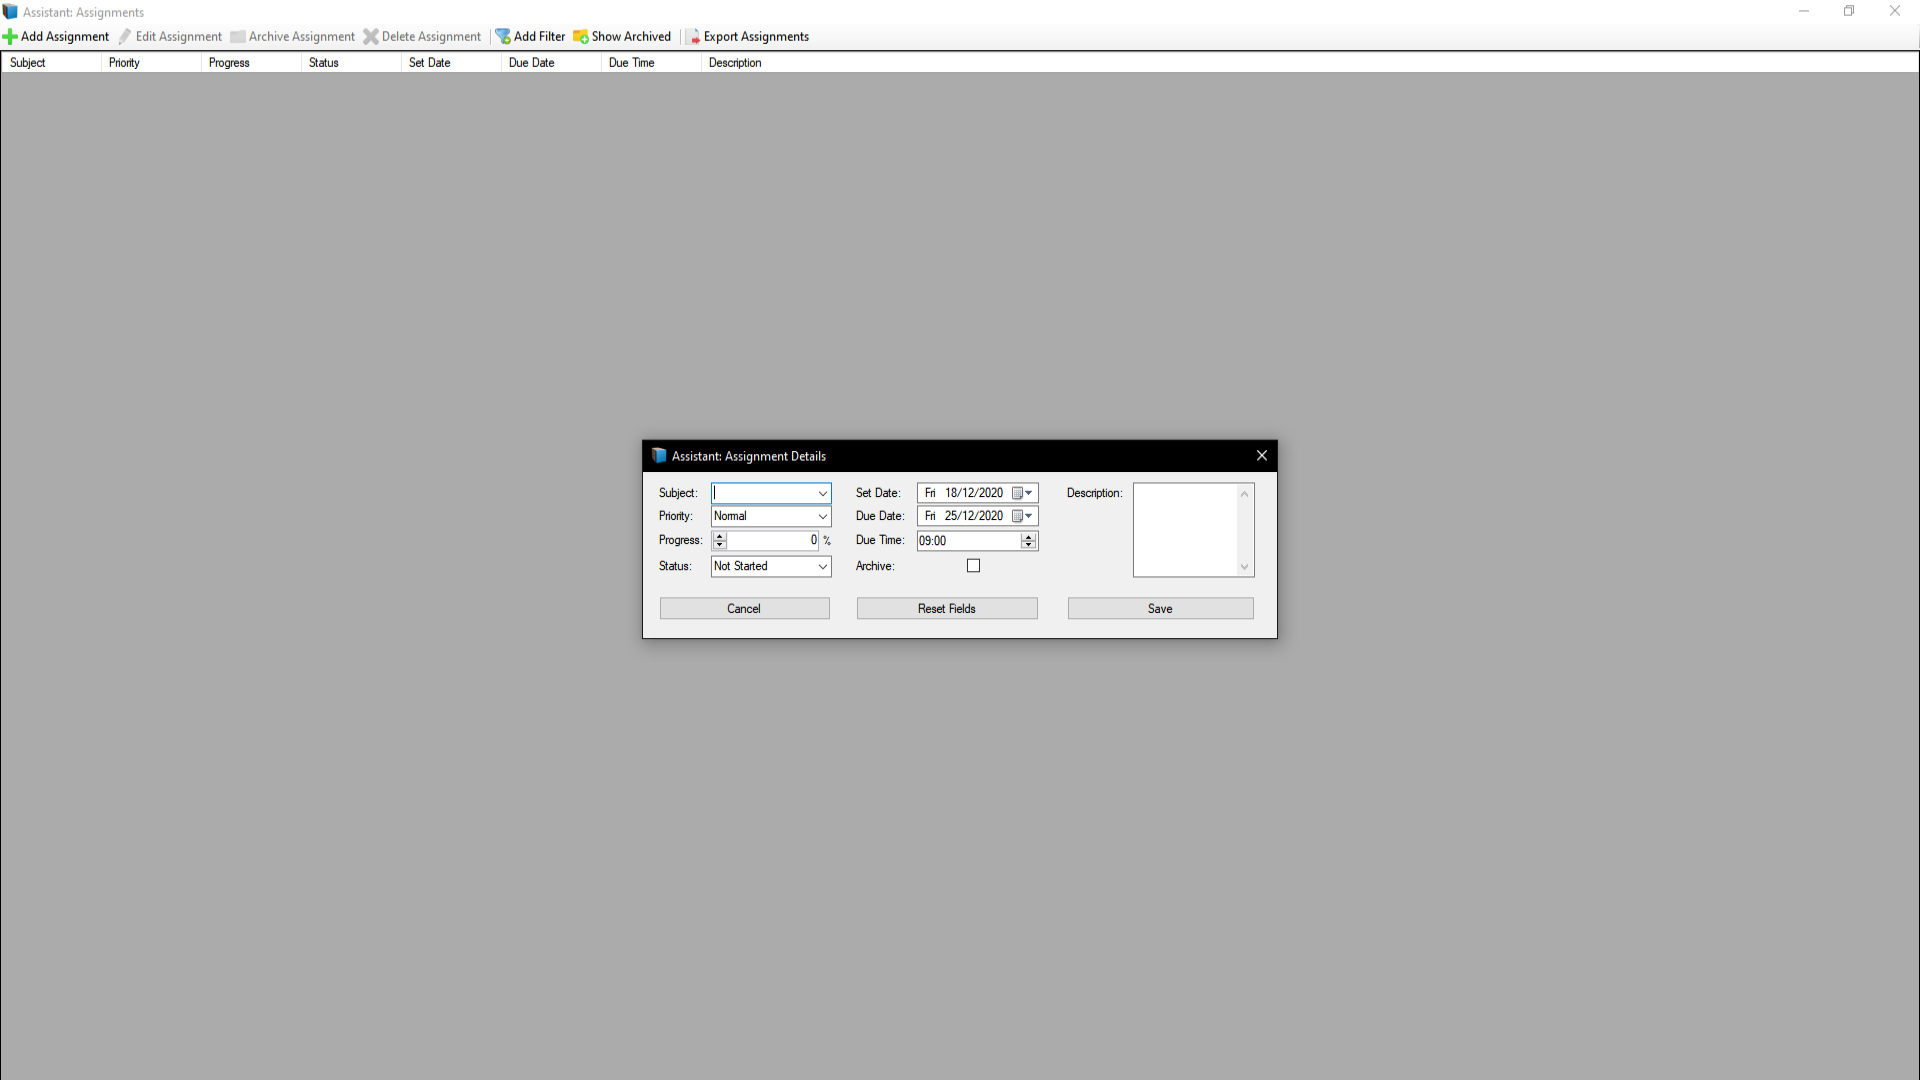 Assistant: Assignments
Add Assignment Edit Assignment Archive Assignment Delete Assignment Add Filter Show Archived Export Assignments
Subject Priority Progress Status Set Date Due Date Due Time Description
Assistant: Assignment Details
Subject: Set Date: Fri 18/12/2020 Description:
Priority: Normal Due Date: Fri 25/12/2020
Progress: 0 % Due Time: 09:00
Status: Not Started Archive:
Cancel Reset Fields Save